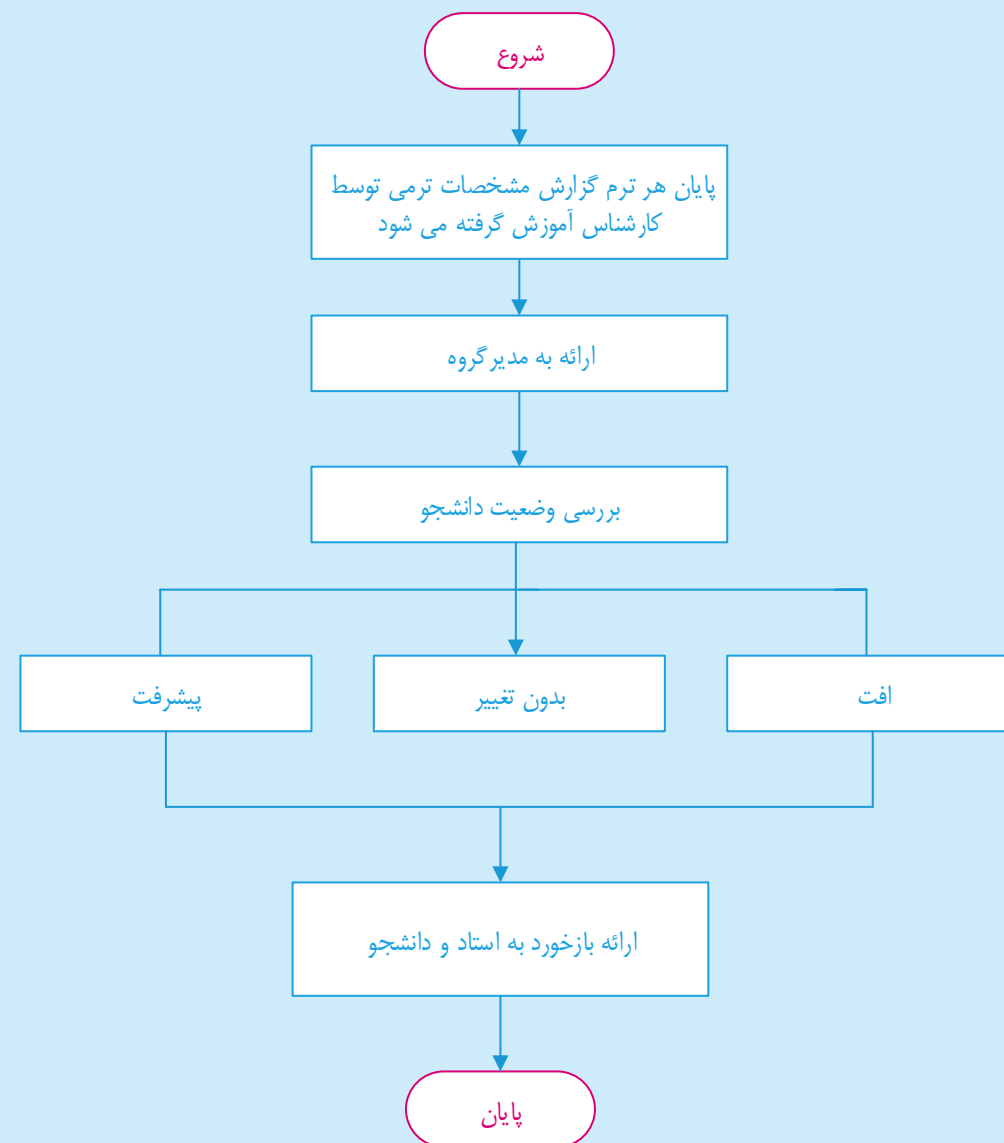 شروع
پایان هر ترم گزارش مشخصات ترمی توسط
کارشناس آموزش گرفته می شود
ارائه به مدیرگروه
بررسی وضعیت دانشجو
افت
بدون تغییر
پیشرفت
ارائه بازخورد به استاد و دانشجو
پایان